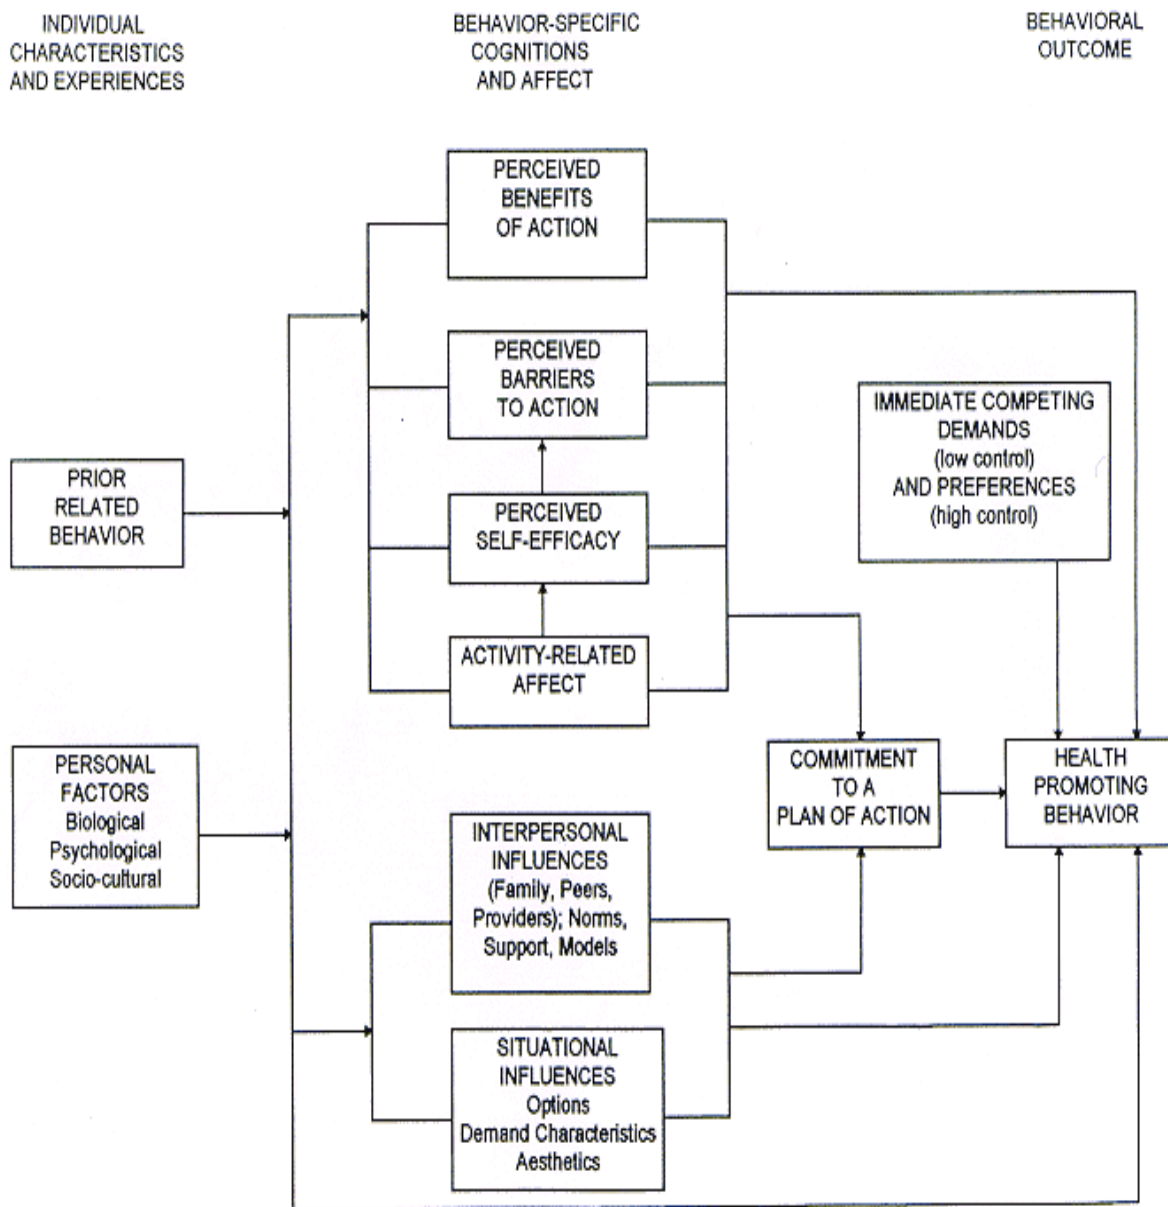 INDIVIDUAL
CHARACTERISTICS
AND EXPERIENCES
BEHAVIOR-SPECIFIC
COGNITIONS
AND AFFECT
BEHAVIORAL
OUTCOME
PERCEIVED
BENEFITS
OF ACTION
PERCEIVED
BARRIERS
TO ACTION
IMMEDIATE COMPETING
DEMANDS
(low control)
AND PREFERENCES
(high control)
PRIOR
RELATED
BEHAVIOR
PERCEIVED
SELF-EFFICACY
ACTIVITY-RELATED
AFFECT
PERSONAL
FACTORS
Biological
Psychological
Socio-cultural
COMMITMENT
TO A
PLAN OF ACTION
HEALTH
PROMOTING
BEHAVIOR
INTERPERSONAL
INFLUENCES
(Family, Peers,
Providers); Norms,
Support, Models
SITUATIONAL
INFLUENCES
Options
Demand Characteristics
Aesthetics